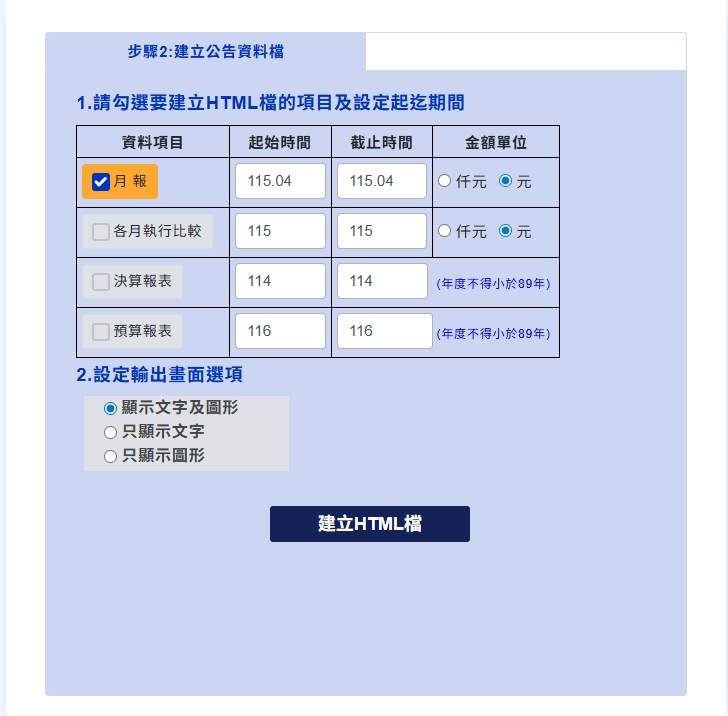 步驟2:建立公告資料檔
1.請勾選要建立HTML檔的項目及設定起迄期間
資料項目 起始時間 截止時間 金額單位
月 報 115.04 115.04 仟元 元
各月執行比較 115 115 仟元 元
決算報表 114 114 (年度不得小於89年)
預算報表 116 116 (年度不得小於89年)
2.設定輸出畫面選項
顯示文字及圖形
只顯示文字
只顯示圖形
建立HTML檔